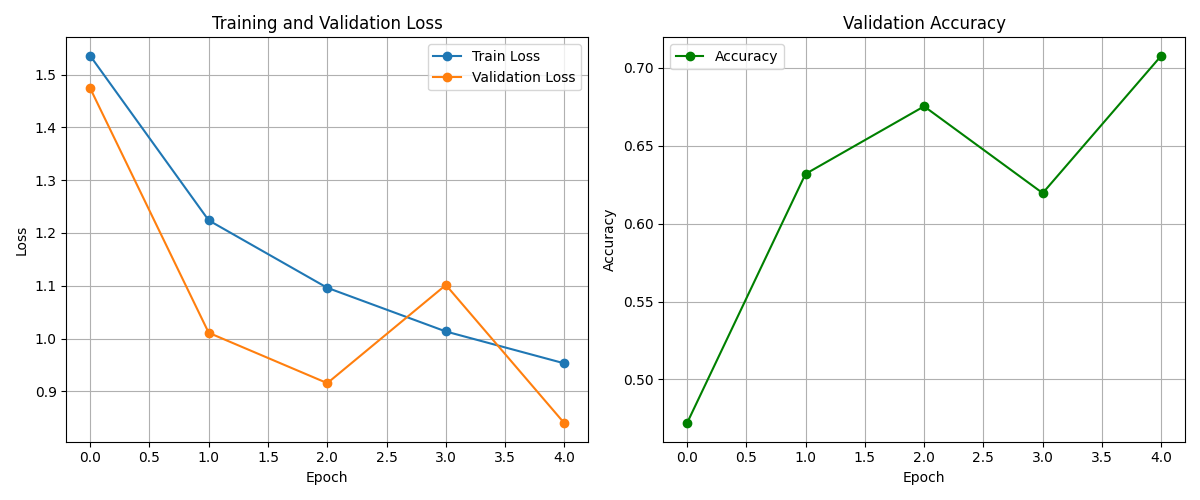 Training and Validation Loss
Train Loss
Validation Loss
1.5
1.4
1.3
1.2
1.1
1.0
0.9
Loss
0.0 0.5 1.0 1.5 2.0 2.5 3.0 3.5 4.0
Epoch
Validation Accuracy
Accuracy
0.70
0.65
0.60
0.55
0.50
Accuracy
0.0 0.5 1.0 1.5 2.0 2.5 3.0 3.5 4.0
Epoch